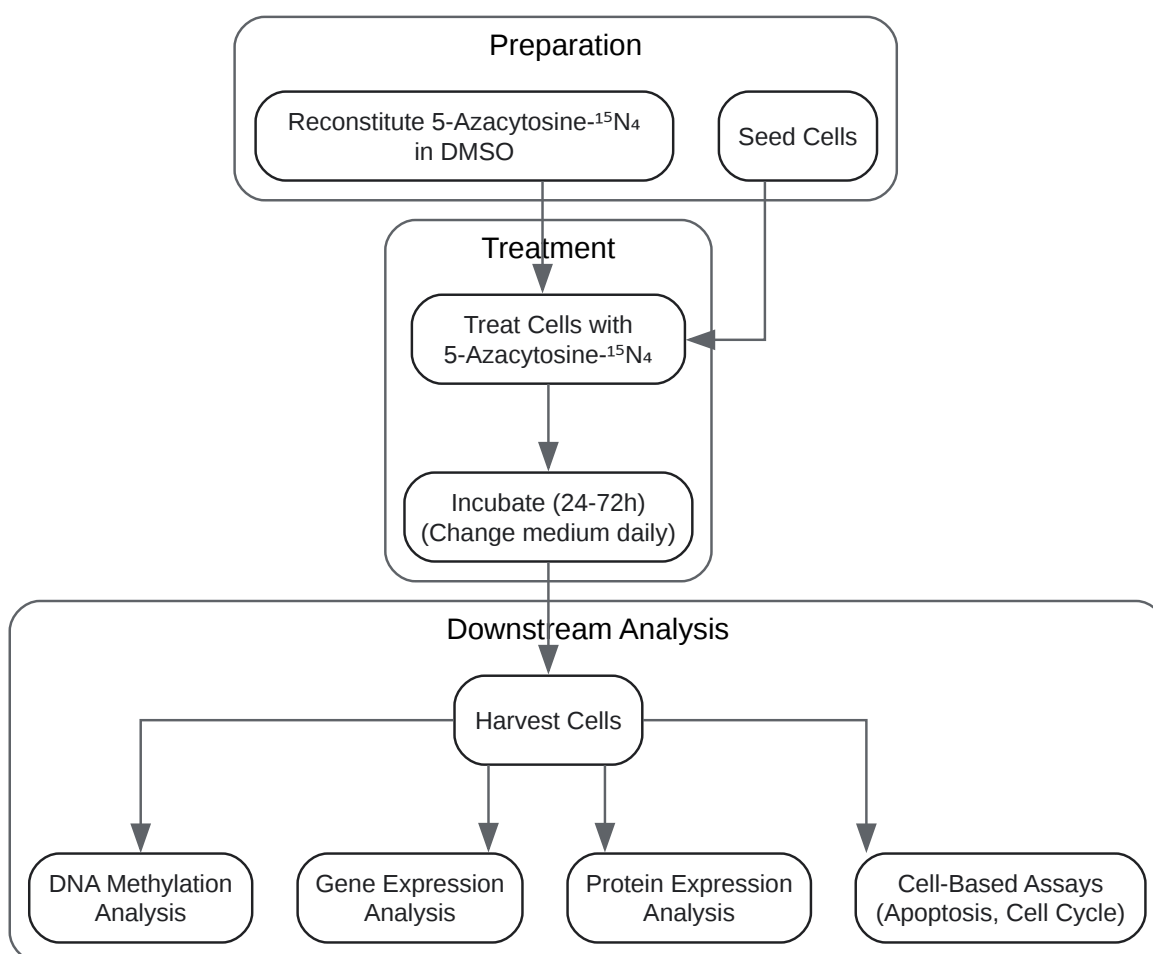 Preparation
Reconstitute 5-Azacytosine-¹⁵N₄
in DMSO
Seed Cells
Treatment
Treat Cells with
5-Azacytosine-¹⁵N₄
Incubate (24-72h)
(Change medium daily)
Downstream Analysis
Harvest Cells
DNA Methylation
Analysis
Gene Expression
Analysis
Protein Expression
Analysis
Cell-Based Assays
(Apoptosis, Cell Cycle)